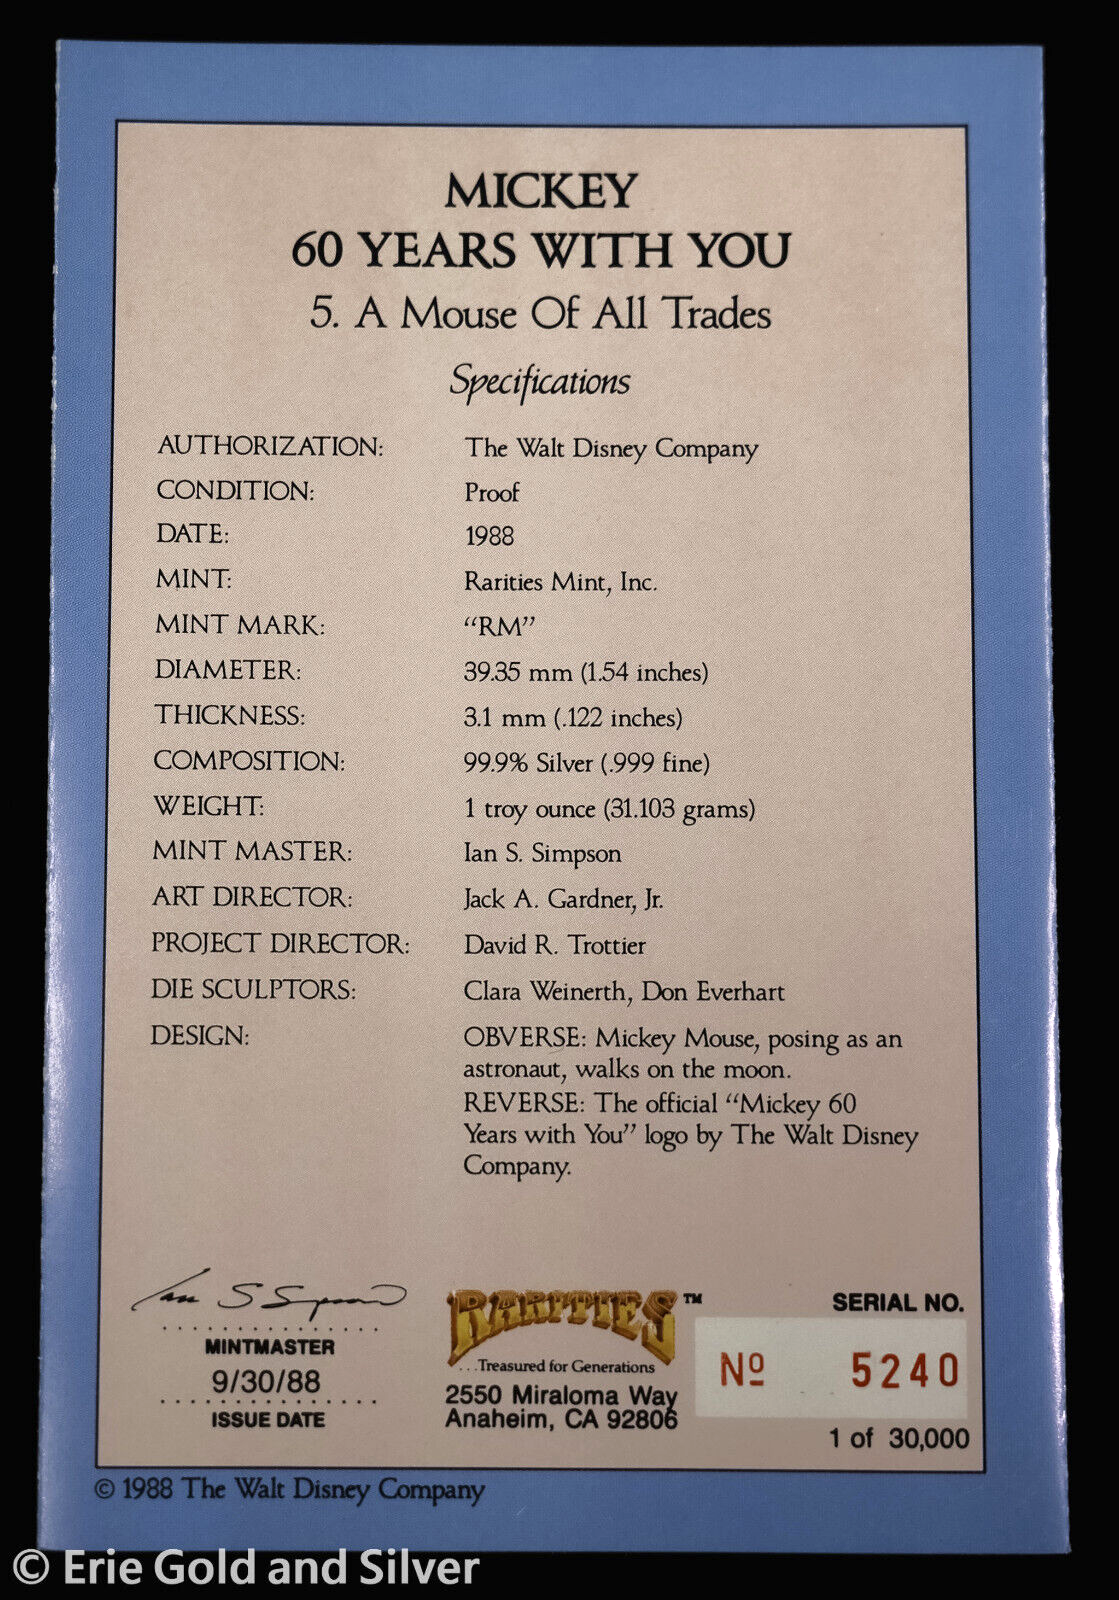 MICKEY
60 YEARS WITH YOU
5. A Mouse Of All Trades
Specifications
AUTHORIZATION: The Walt Disney Company
CONDITION: Proof
DATE: 1988
MINT: Rarities Mint, Inc.
MINT MARK: “RM”
DIAMETER: 39.35 mm (1.54 inches)
THICKNESS: 3.1 mm (.122 inches)
COMPOSITION: 99.9% Silver (.999 fine)
WEIGHT: 1 troy ounce (31.103 grams)
MINT MASTER: Ian S. Simpson
ART DIRECTOR: Jack A. Gardner, Jr.
PROJECT DIRECTOR: David R. Trottier
DIE SCULPTORS: Clara Weinerth, Don Everhart
DESIGN: OBVERSE: Mickey Mouse, posing as an
astronaut, walks on the moon.
REVERSE: The official “Mickey 60
Years with You” logo by The Walt Disney
Company.
Ian S Simpson
MINTMASTER
9/30/88
ISSUE DATE
RARITIES™
...Treasured for Generations
2550 Miraloma Way
Anaheim, CA 92806
SERIAL NO.
Nº 5240
1 of 30,000
© 1988 The Walt Disney Company
© Erie Gold and Silver